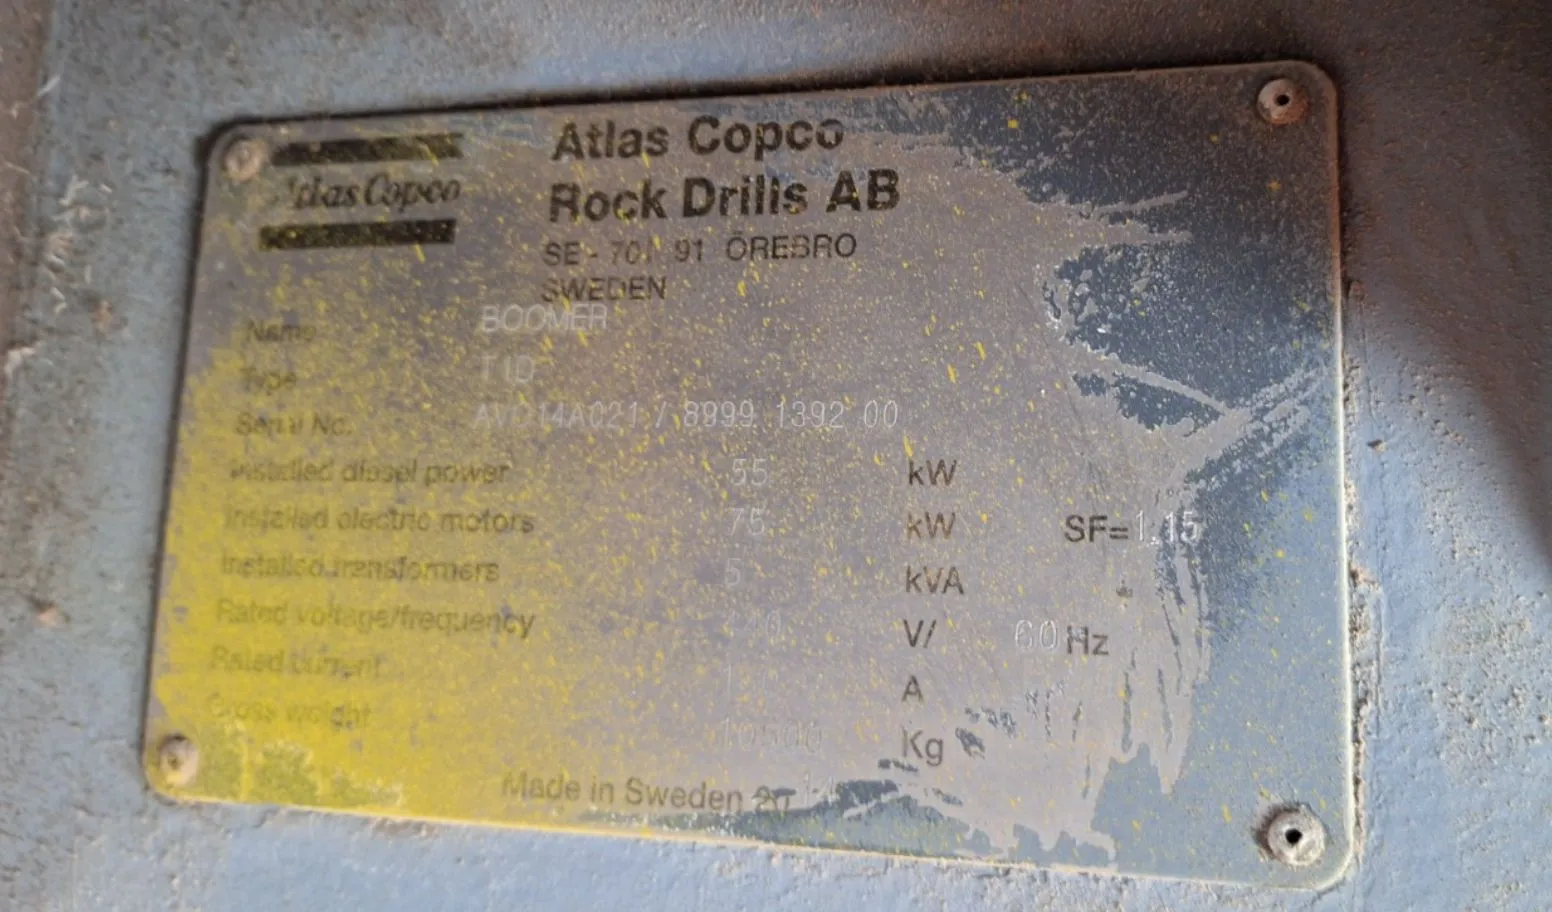 Atlas Copco
Atlas Copco
Rock Drills AB
SE - 701 91 ÖREBRO
SWEDEN
Name BOOMER
Type T1D
Serial No. AVO14A021 / 8999 1392 00
Installed diesel power 55 kW
Installed electric motors 75 kW SF=1.15
Installed transformers 5 kVA
Rated voltage/frequency V/ 60 Hz
Rated current A
Gross weight Kg
Made in Sweden 20